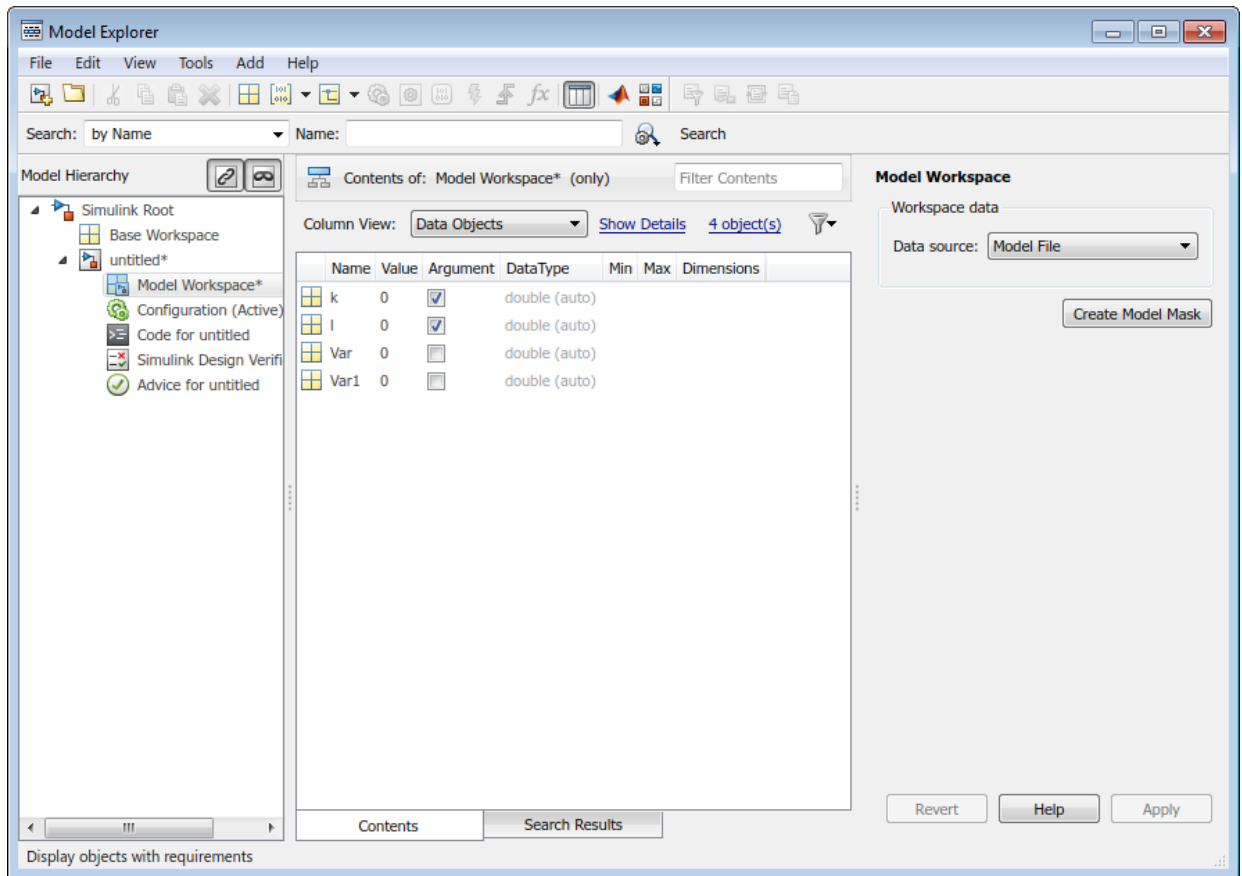 Model Explorer
File Edit View Tools Add Help
Search: by Name Name: Search
Model Hierarchy
Simulink Root
Base Workspace
untitled*
Model Workspace*
Configuration (Active)
Code for untitled
Simulink Design Verifi
Advice for untitled
Contents of: Model Workspace* (only) Filter Contents
Column View: Data Objects Show Details 4 object(s)
Name Value Argument DataType Min Max Dimensions
k 0 double (auto)
l 0 double (auto)
Var 0 double (auto)
Var1 0 double (auto)
Contents Search Results
Model Workspace
Workspace data
Data source: Model File
Create Model Mask
Revert Help Apply
Display objects with requirements